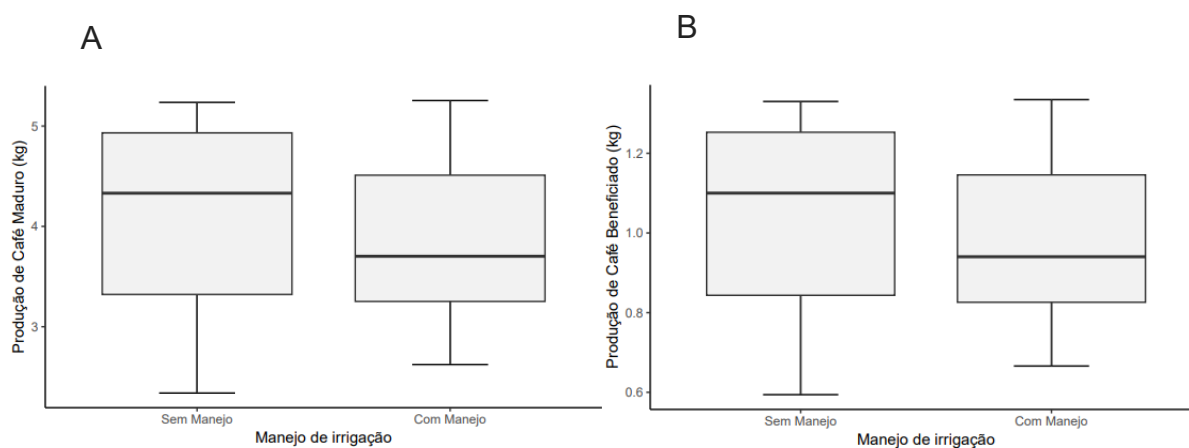 A
Produção de Café Maduro (kg)
5
4
3
Sem Manejo
Com Manejo
Manejo de irrigação
B
Produção de Café Beneficiado (kg)
1.2
1.0
0.8
0.6
Sem Manejo
Com Manejo
Manejo de irrigação